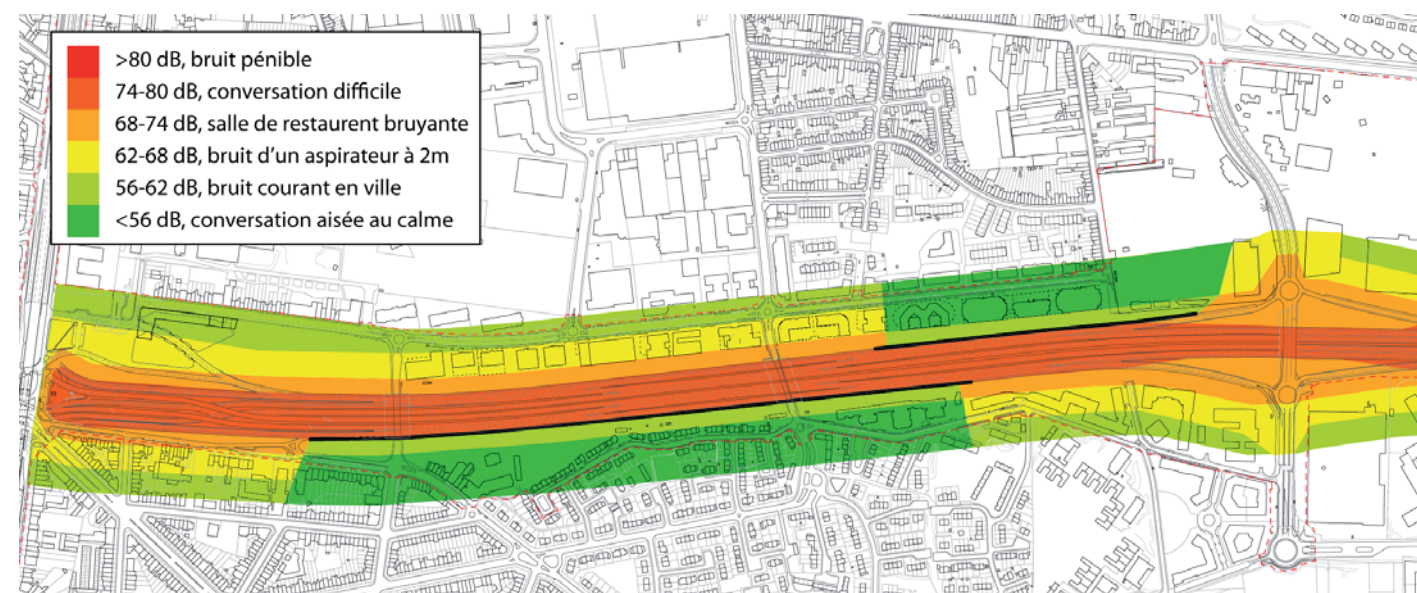 >80 dB, bruit pénible
74-80 dB, conversation difficile
68-74 dB, salle de restaurent bruyante
62-68 dB, bruit d'un aspirateur à 2m
56-62 dB, bruit courant en ville
<56 dB, conversation aisée au calme